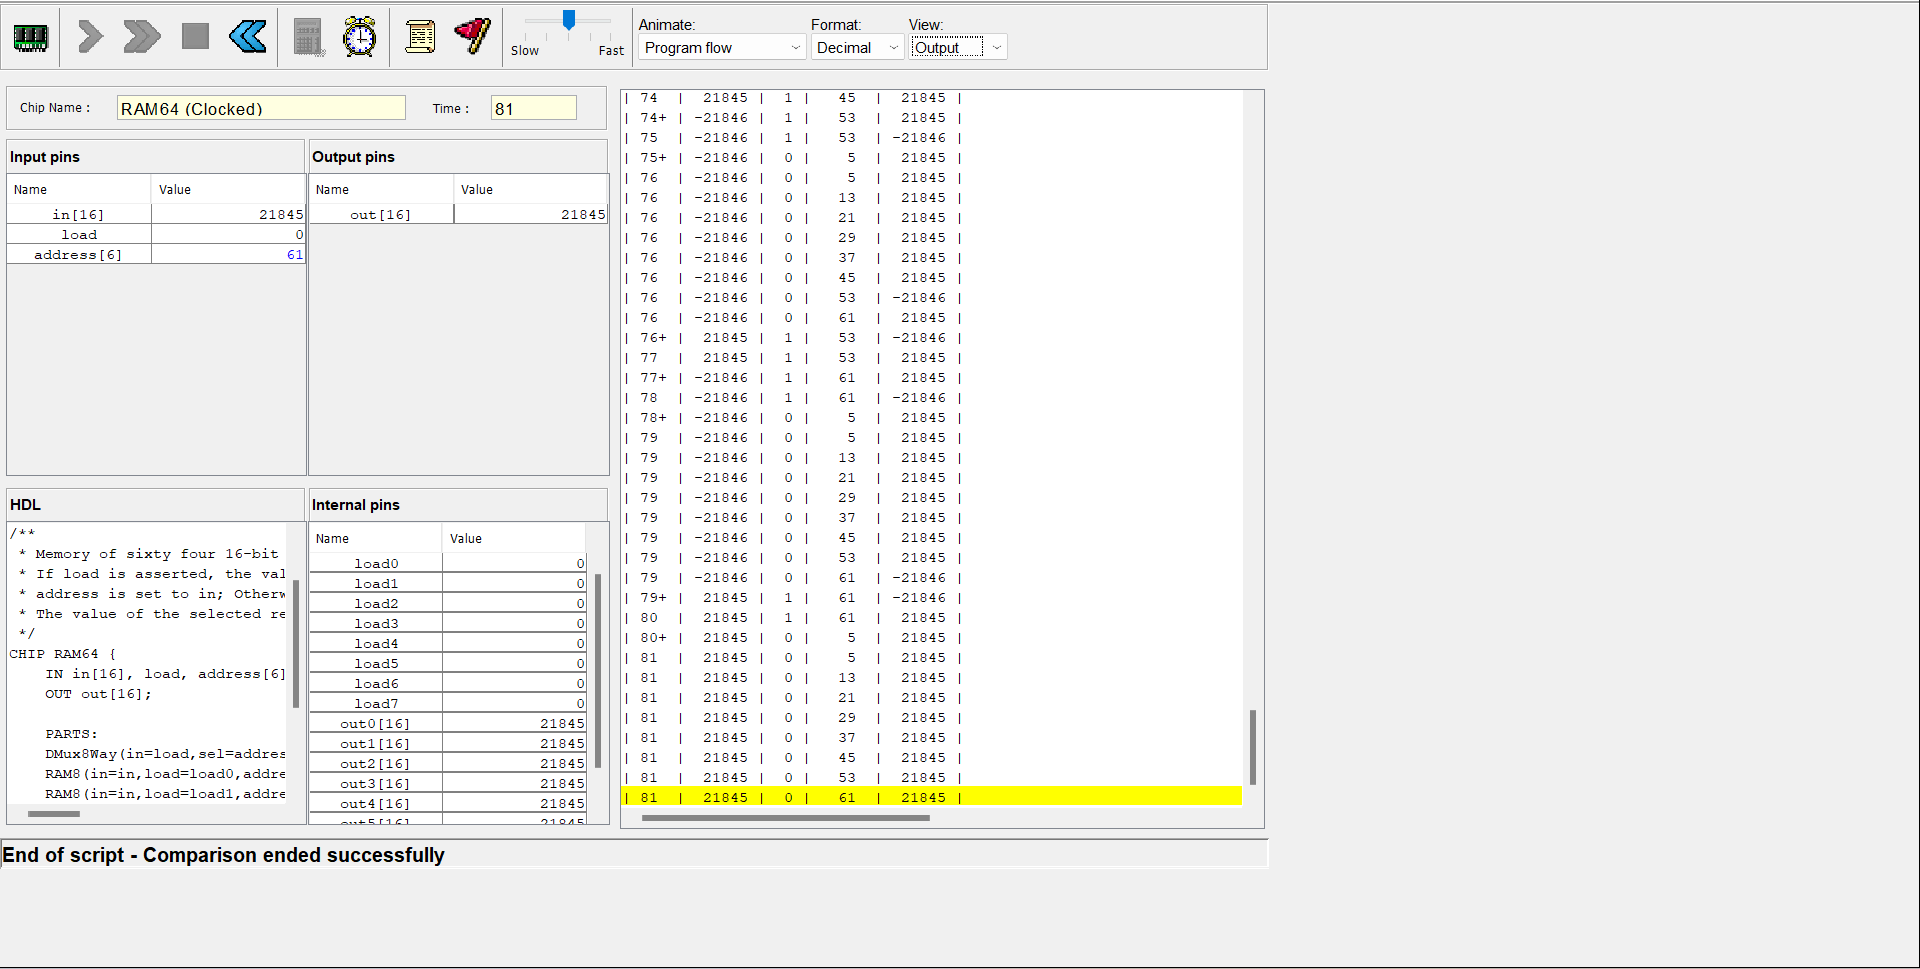 Slow Fast
Animate: Format: View:
Program flow Decimal Output
Chip Name : RAM64 (Clocked) Time : 81
Input pins
Name Value
in[16] 21845
load 0
address[6] 61
Output pins
Name Value
out[16] 21845
HDL
/**
* Memory of sixty four 16-bit
* If load is asserted, the val
* address is set to in; Otherw
* The value of the selected re
*/
CHIP RAM64 {
IN in[16], load, address[6]
OUT out[16];
PARTS:
DMux8Way(in=load,sel=addres
RAM8(in=in,load=load0,addre
RAM8(in=in,load=load1,addre
Internal pins
Name Value
load0 0
load1 0
load2 0
load3 0
load4 0
load5 0
load6 0
load7 0
out0[16] 21845
out1[16] 21845
out2[16] 21845
out3[16] 21845
out4[16] 21845
out5[16] 21845
| 74 | 21845 | 1 | 45 | 21845 |
| 74+ | -21846 | 1 | 53 | 21845 |
| 75 | -21846 | 1 | 53 | -21846 |
| 75+ | -21846 | 0 | 5 | 21845 |
| 76 | -21846 | 0 | 5 | 21845 |
| 76 | -21846 | 0 | 13 | 21845 |
| 76 | -21846 | 0 | 21 | 21845 |
| 76 | -21846 | 0 | 29 | 21845 |
| 76 | -21846 | 0 | 37 | 21845 |
| 76 | -21846 | 0 | 45 | 21845 |
| 76 | -21846 | 0 | 53 | -21846 |
| 76 | -21846 | 0 | 61 | 21845 |
| 76+ | 21845 | 1 | 53 | -21846 |
| 77 | 21845 | 1 | 53 | 21845 |
| 77+ | -21846 | 1 | 61 | 21845 |
| 78 | -21846 | 1 | 61 | -21846 |
| 78+ | -21846 | 0 | 5 | 21845 |
| 79 | -21846 | 0 | 5 | 21845 |
| 79 | -21846 | 0 | 13 | 21845 |
| 79 | -21846 | 0 | 21 | 21845 |
| 79 | -21846 | 0 | 29 | 21845 |
| 79 | -21846 | 0 | 37 | 21845 |
| 79 | -21846 | 0 | 45 | 21845 |
| 79 | -21846 | 0 | 53 | 21845 |
| 79 | -21846 | 0 | 61 | -21846 |
| 79+ | 21845 | 1 | 61 | -21846 |
| 80 | 21845 | 1 | 61 | 21845 |
| 80+ | 21845 | 0 | 5 | 21845 |
| 81 | 21845 | 0 | 5 | 21845 |
| 81 | 21845 | 0 | 13 | 21845 |
| 81 | 21845 | 0 | 21 | 21845 |
| 81 | 21845 | 0 | 29 | 21845 |
| 81 | 21845 | 0 | 37 | 21845 |
| 81 | 21845 | 0 | 45 | 21845 |
| 81 | 21845 | 0 | 53 | 21845 |
| 81 | 21845 | 0 | 61 | 21845 |
End of script - Comparison ended successfully